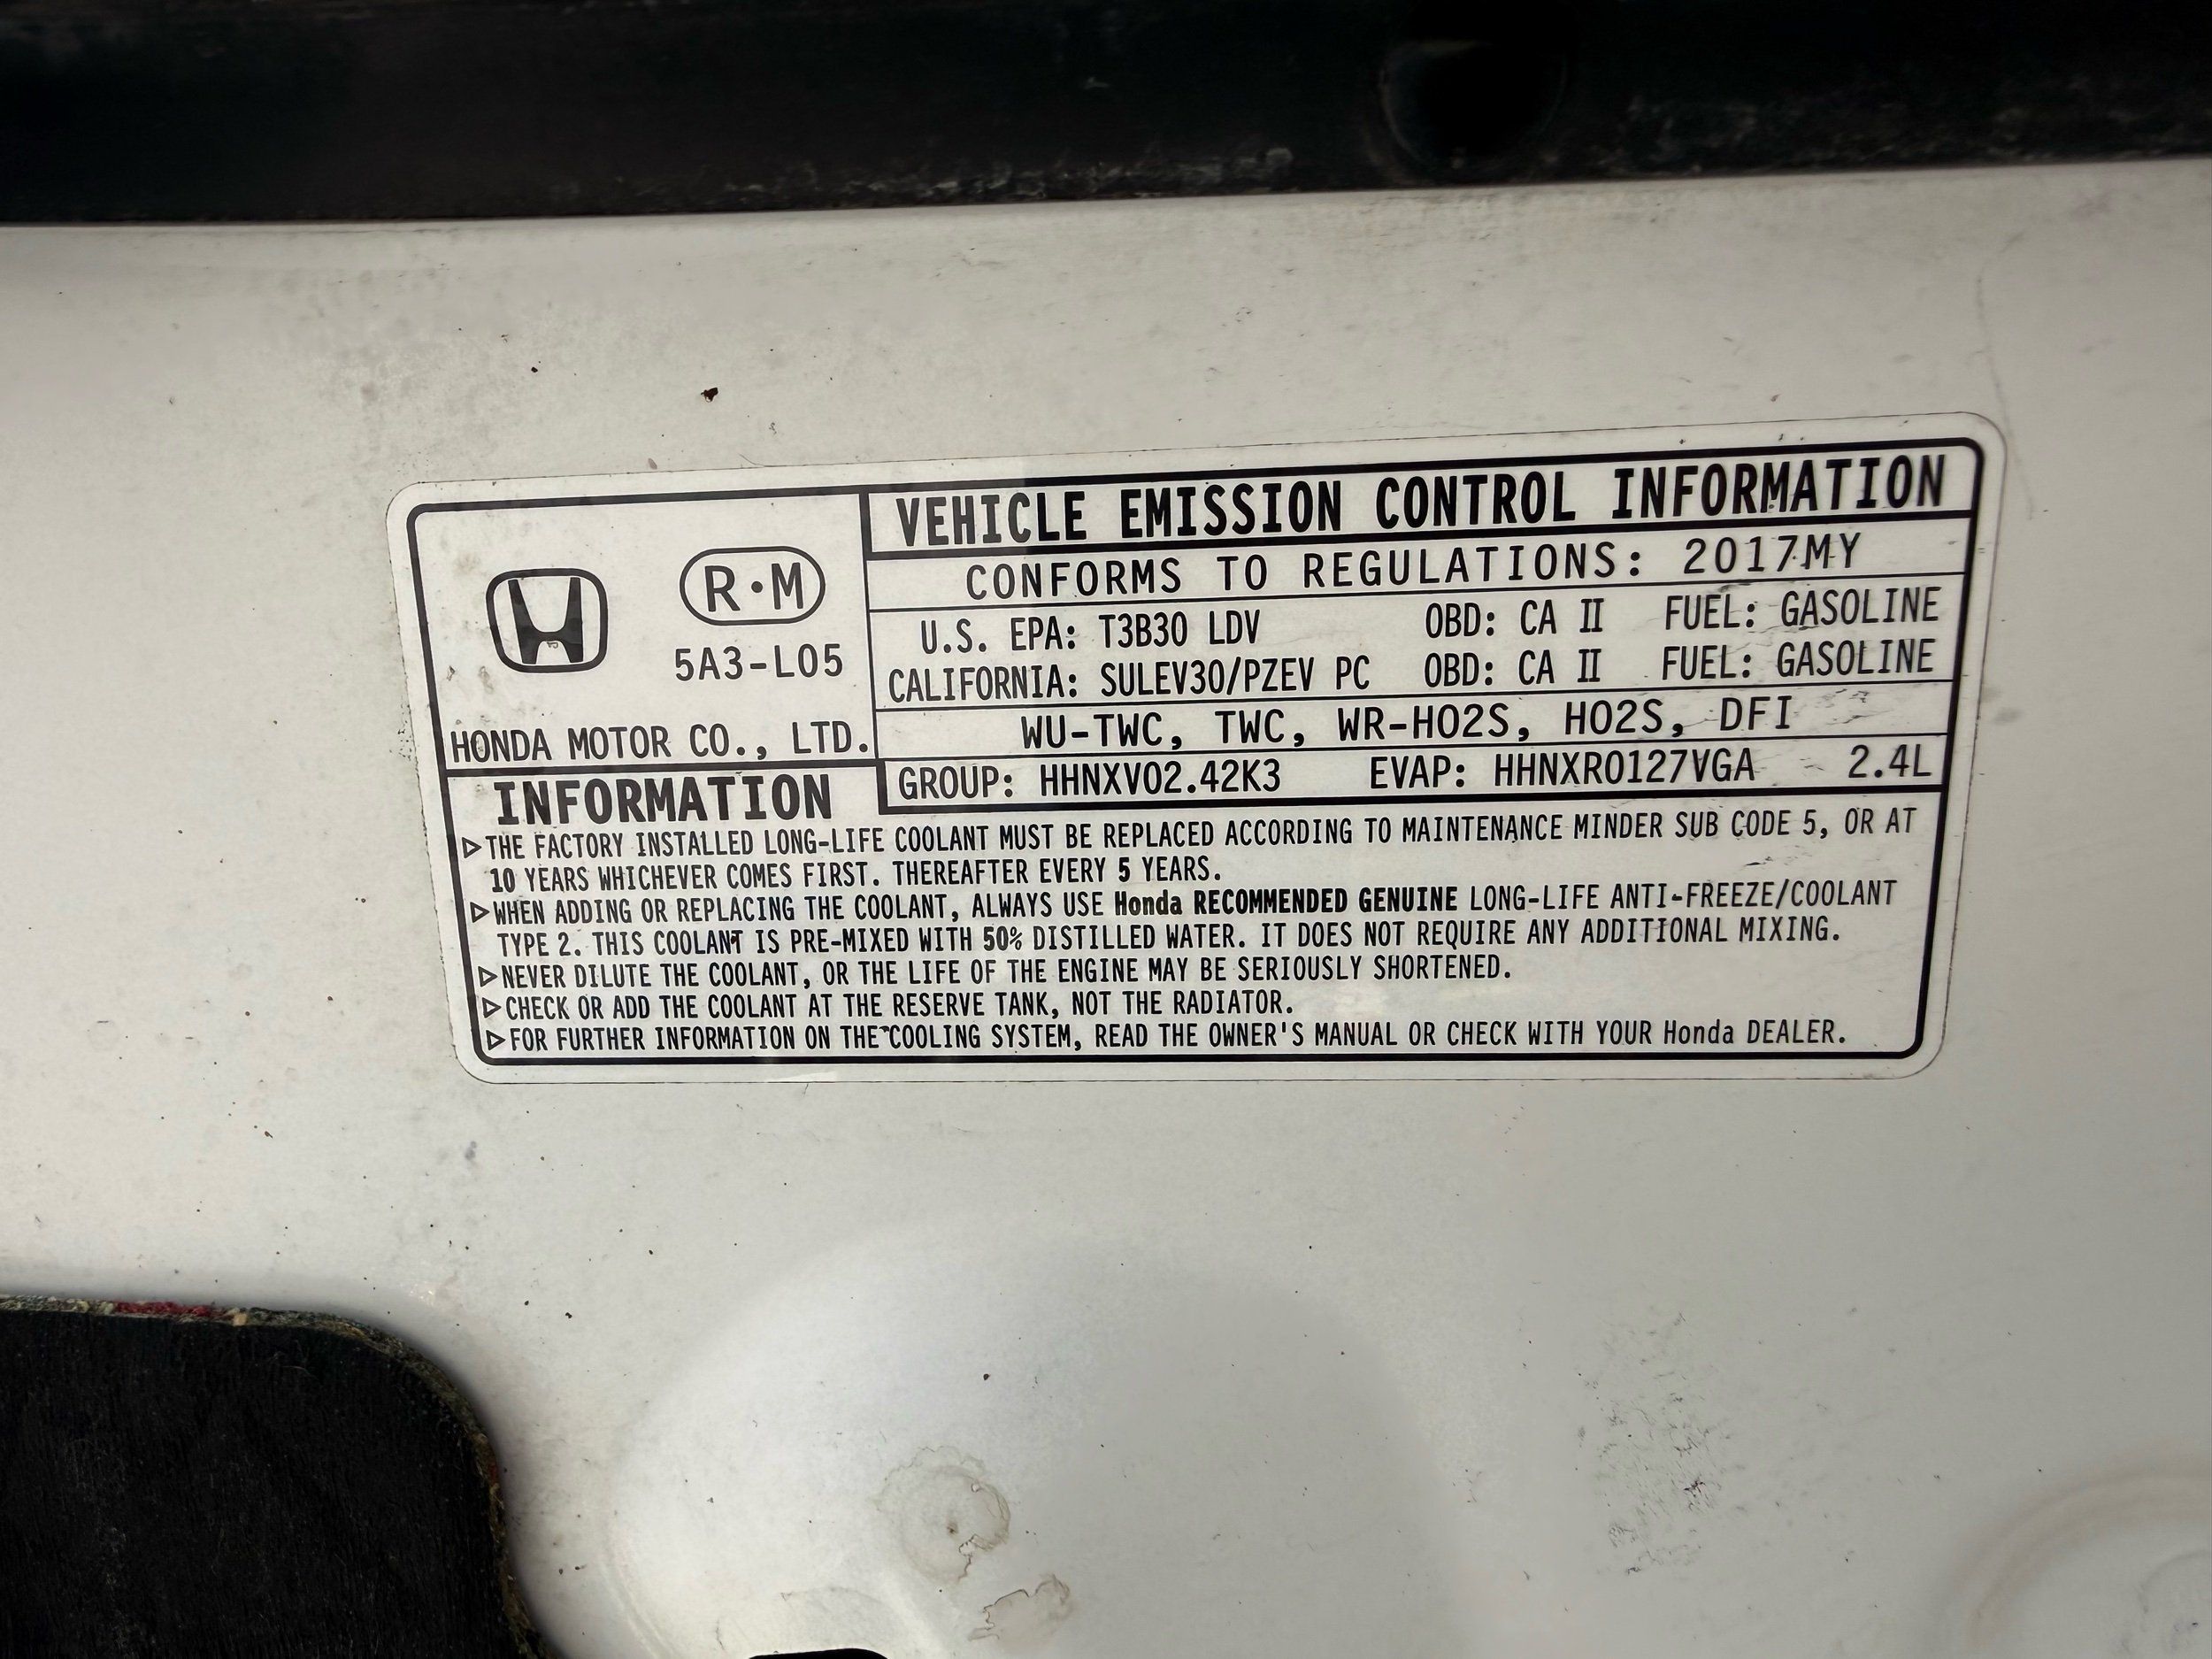 VEHICLE EMISSION CONTROL INFORMATION
CONFORMS TO REGULATIONS: 2017MY
R·M
5A3-L05
HONDA MOTOR CO., LTD.
U.S. EPA: T3B30 LDV OBD: CA II FUEL: GASOLINE
CALIFORNIA: SULEV30/PZEV PC OBD: CA II FUEL: GASOLINE
WU-TWC, TWC, WR-HO2S, HO2S, DFI
GROUP: HHNXV02.42K3 EVAP: HHNXR0127VGA 2.4L
INFORMATION
▷THE FACTORY INSTALLED LONG-LIFE COOLANT MUST BE REPLACED ACCORDING TO MAINTENANCE MINDER SUB CODE 5, OR AT
10 YEARS WHICHEVER COMES FIRST. THEREAFTER EVERY 5 YEARS.
▷WHEN ADDING OR REPLACING THE COOLANT, ALWAYS USE Honda RECOMMENDED GENUINE LONG-LIFE ANTI-FREEZE/COOLANT
TYPE 2. THIS COOLANT IS PRE-MIXED WITH 50% DISTILLED WATER. IT DOES NOT REQUIRE ANY ADDITIONAL MIXING.
▷NEVER DILUTE THE COOLANT, OR THE LIFE OF THE ENGINE MAY BE SERIOUSLY SHORTENED.
▷CHECK OR ADD THE COOLANT AT THE RESERVE TANK, NOT THE RADIATOR.
▷FOR FURTHER INFORMATION ON THE COOLING SYSTEM, READ THE OWNER'S MANUAL OR CHECK WITH YOUR Honda DEALER.